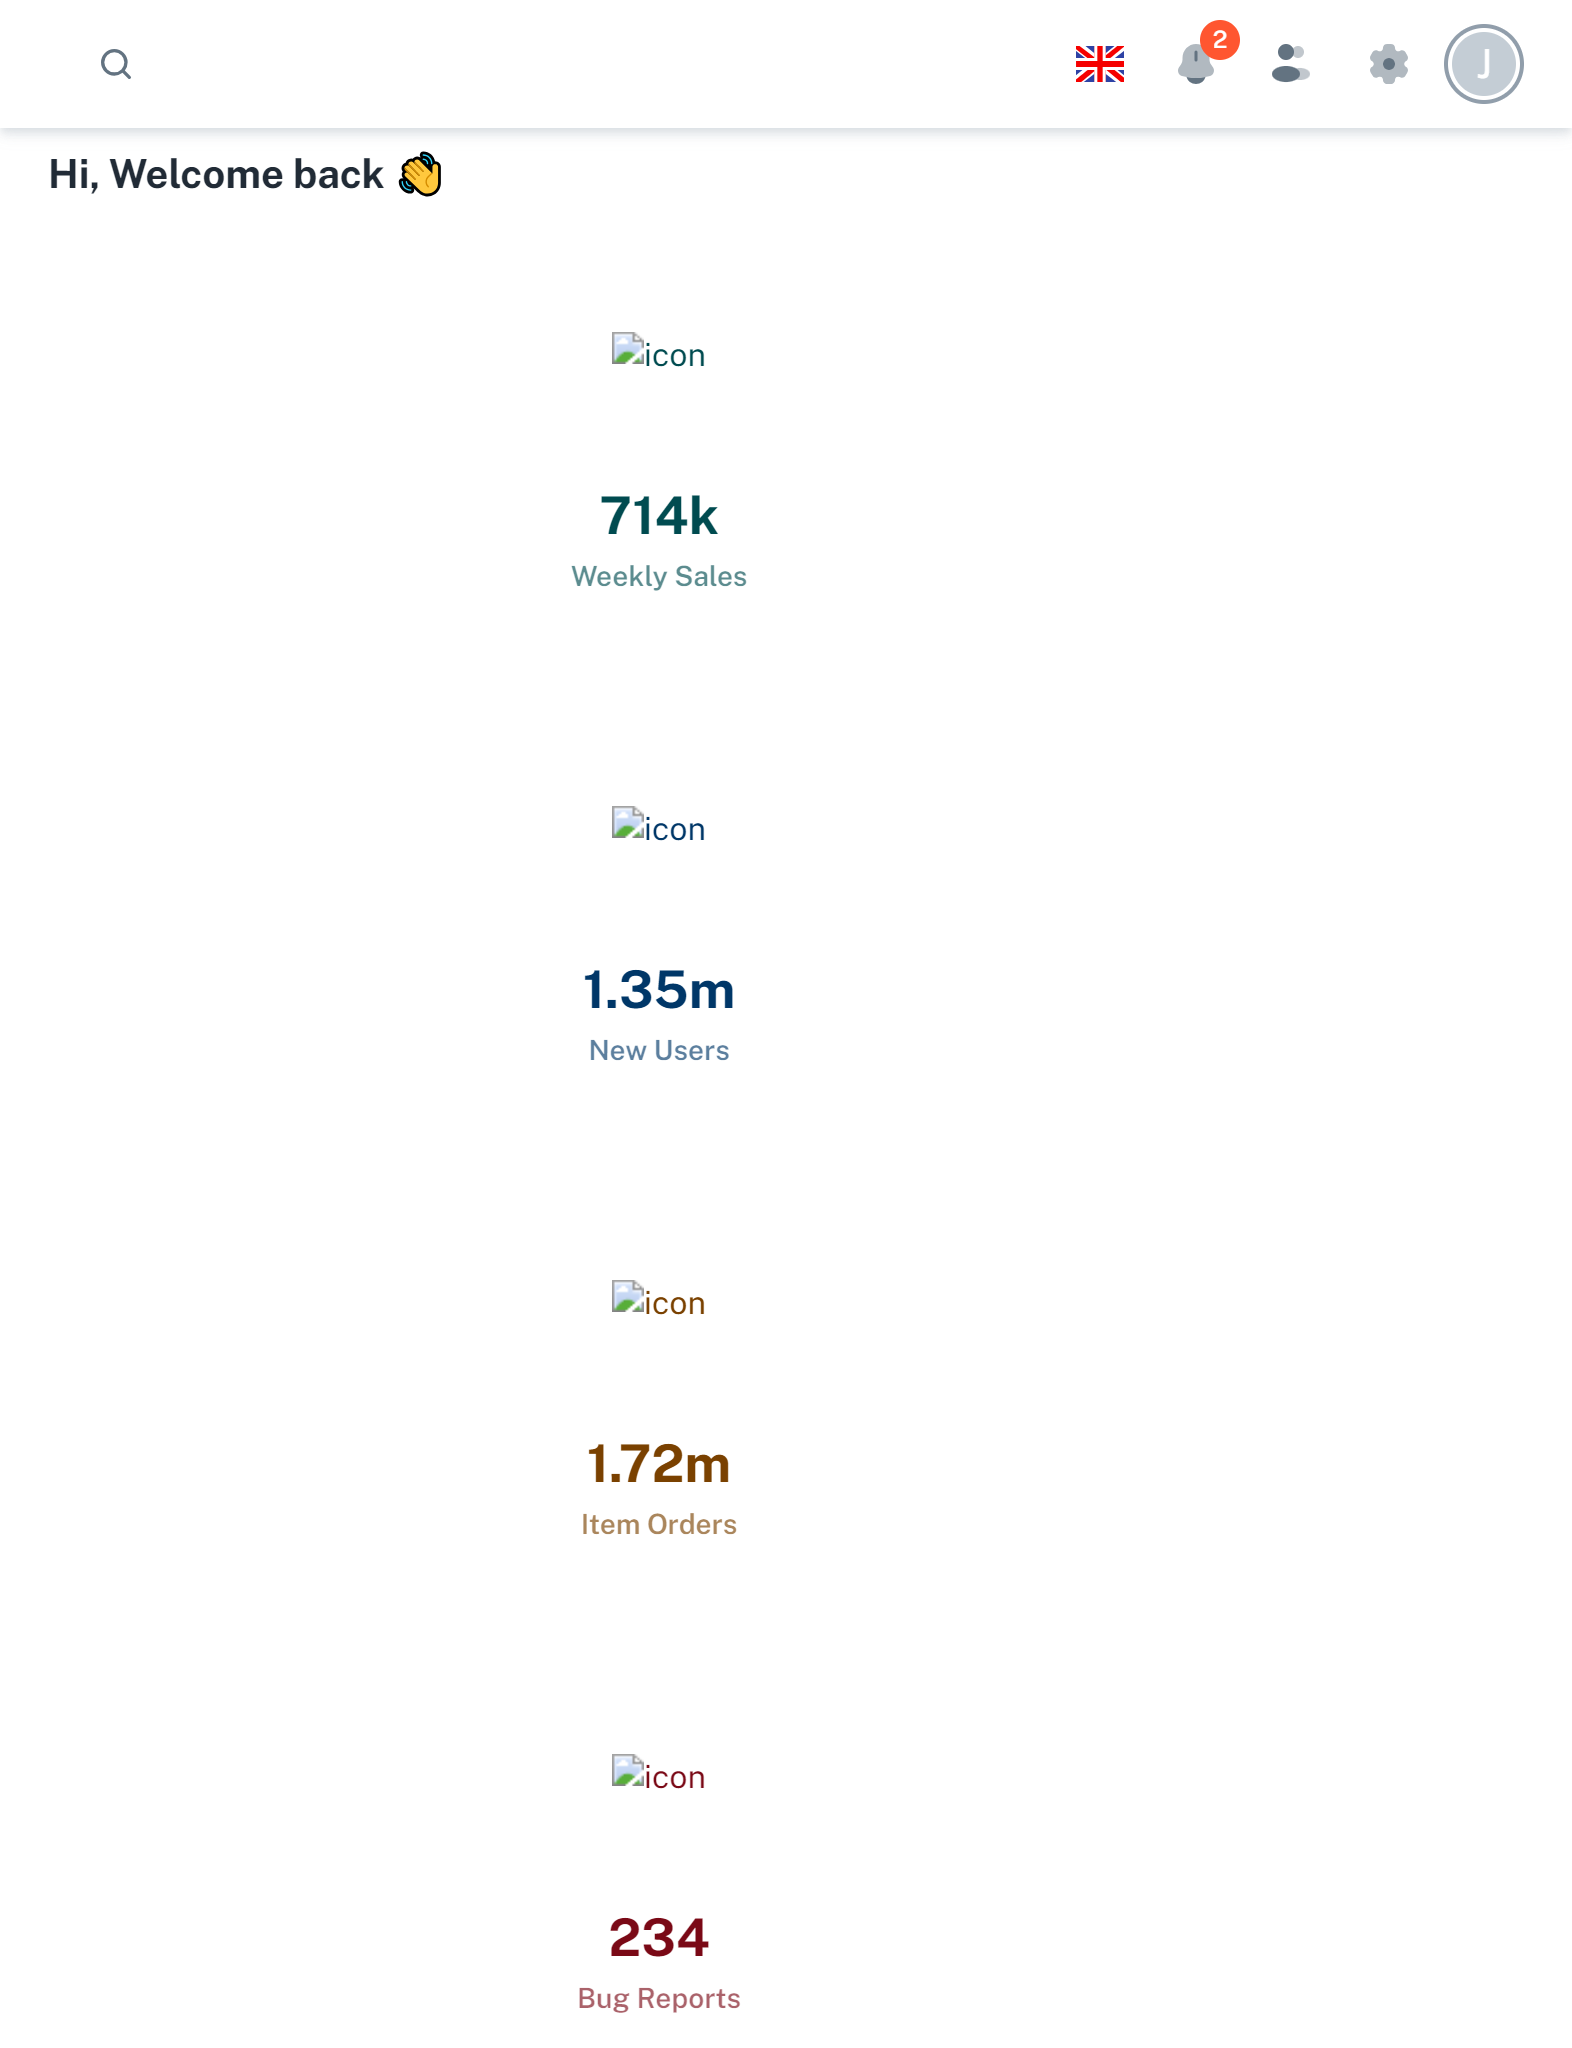 2
J
Hi, Welcome back 👋
icon
714k
Weekly Sales
icon
1.35m
New Users
icon
1.72m
Item Orders
icon
234
Bug Reports